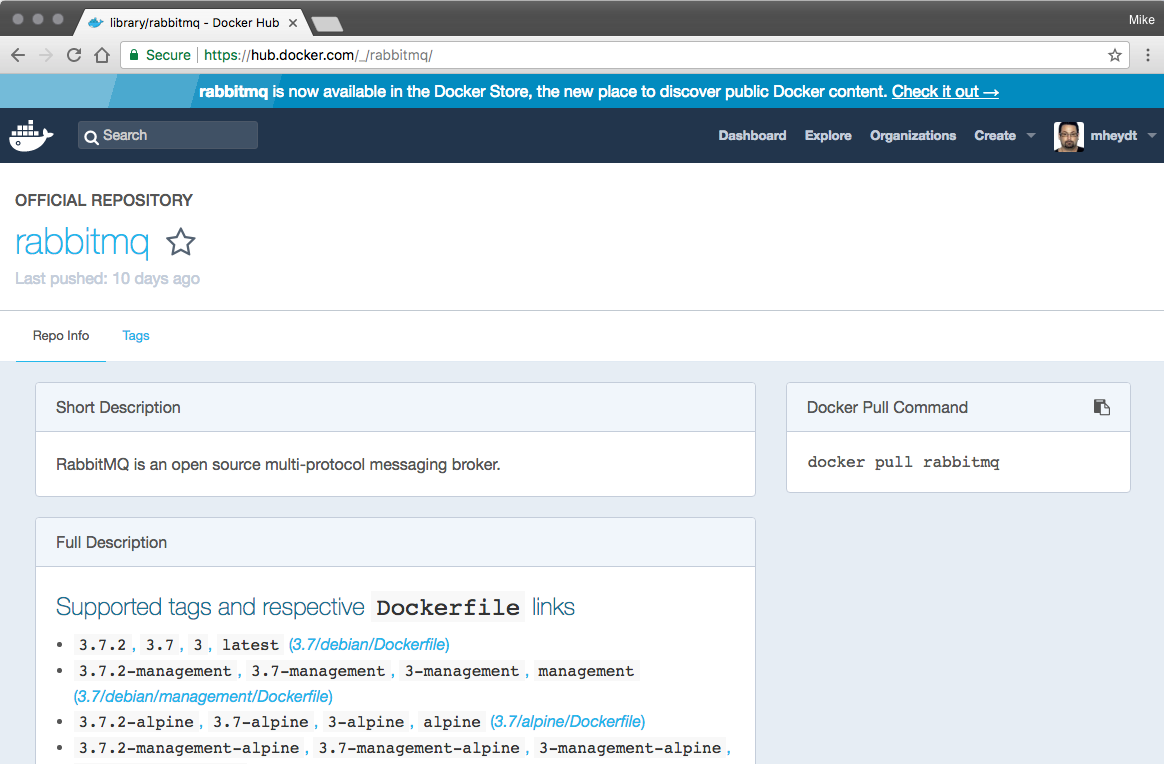 library/rabbitmq - Docker Hub
Mike
Secure https://hub.docker.com/_/rabbitmq/
rabbitmq is now available in the Docker Store, the new place to discover public Docker content. Check it out →
Search
Dashboard Explore Organizations Create mheydt
OFFICIAL REPOSITORY
rabbitmq
Last pushed: 10 days ago
Repo Info Tags
Short Description
RabbitMQ is an open source multi-protocol messaging broker.
Docker Pull Command
docker pull rabbitmq
Full Description
Supported tags and respective Dockerfile links
• 3.7.2, 3.7, 3, latest (3.7/debian/Dockerfile)
• 3.7.2-management, 3.7-management, 3-management, management
(3.7/debian/management/Dockerfile)
• 3.7.2-alpine, 3.7-alpine, 3-alpine, alpine (3.7/alpine/Dockerfile)
• 3.7.2-management-alpine, 3.7-management-alpine, 3-management-alpine,